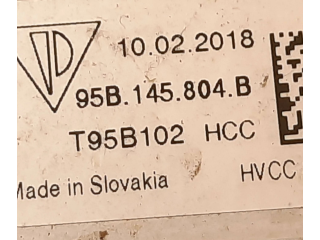 10.02.2018
95B.145.804.B
T95B102 HCC
Made in Slovakia HVCC